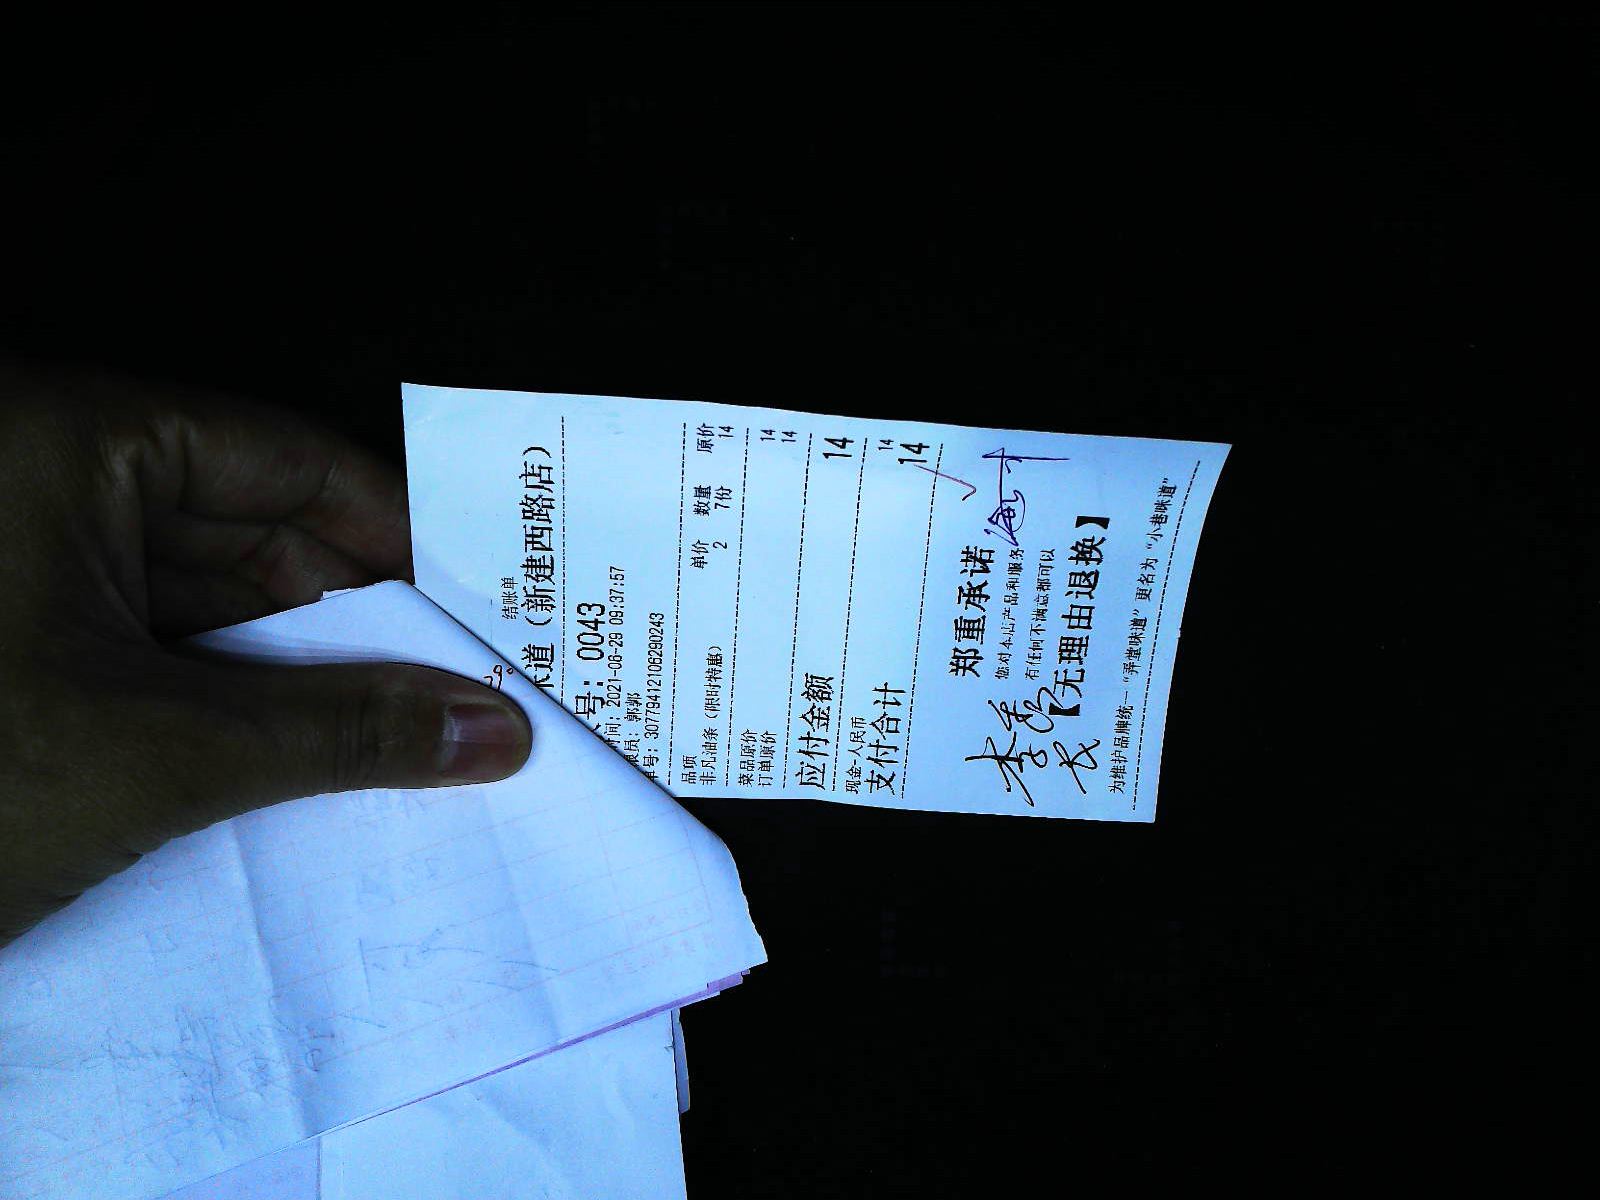 结账单
味道（新建西路店）
号：0043
时间：2021-06-29 09:37:57
员：郭郭
单号：307794121062902​43
品项 单价 数量 原价
非凡油条（限时特惠） 2 7份 14
菜品原价 14
订单原价 14
应付金额 14
现金-人民币 14
支付合计 14
郑重承诺
您对本店产品和服务
有任何不满意都可以
【无理由退换】
为维护品牌统一“弄堂味道”更名为“小巷味道”